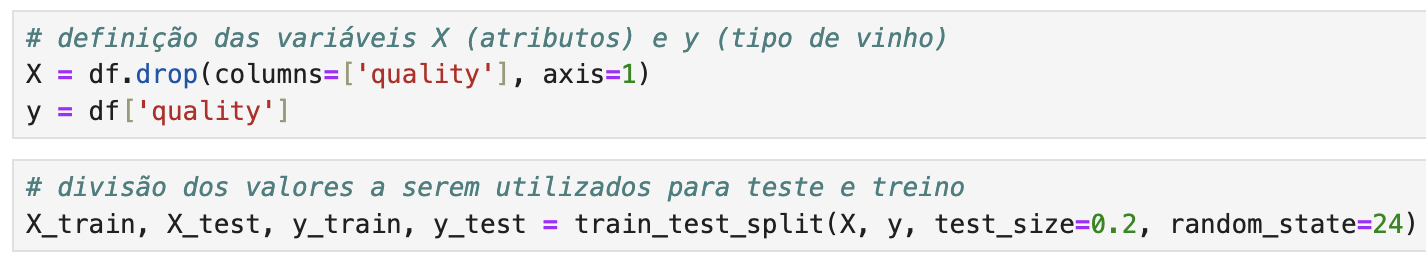 # definição das variáveis X (atributos) e y (tipo de vinho)
X = df.drop(columns=['quality'], axis=1)
y = df['quality']
# divisão dos valores a serem utilizados para teste e treino
X_train, X_test, y_train, y_test = train_test_split(X, y, test_size=0.2, random_state=24)